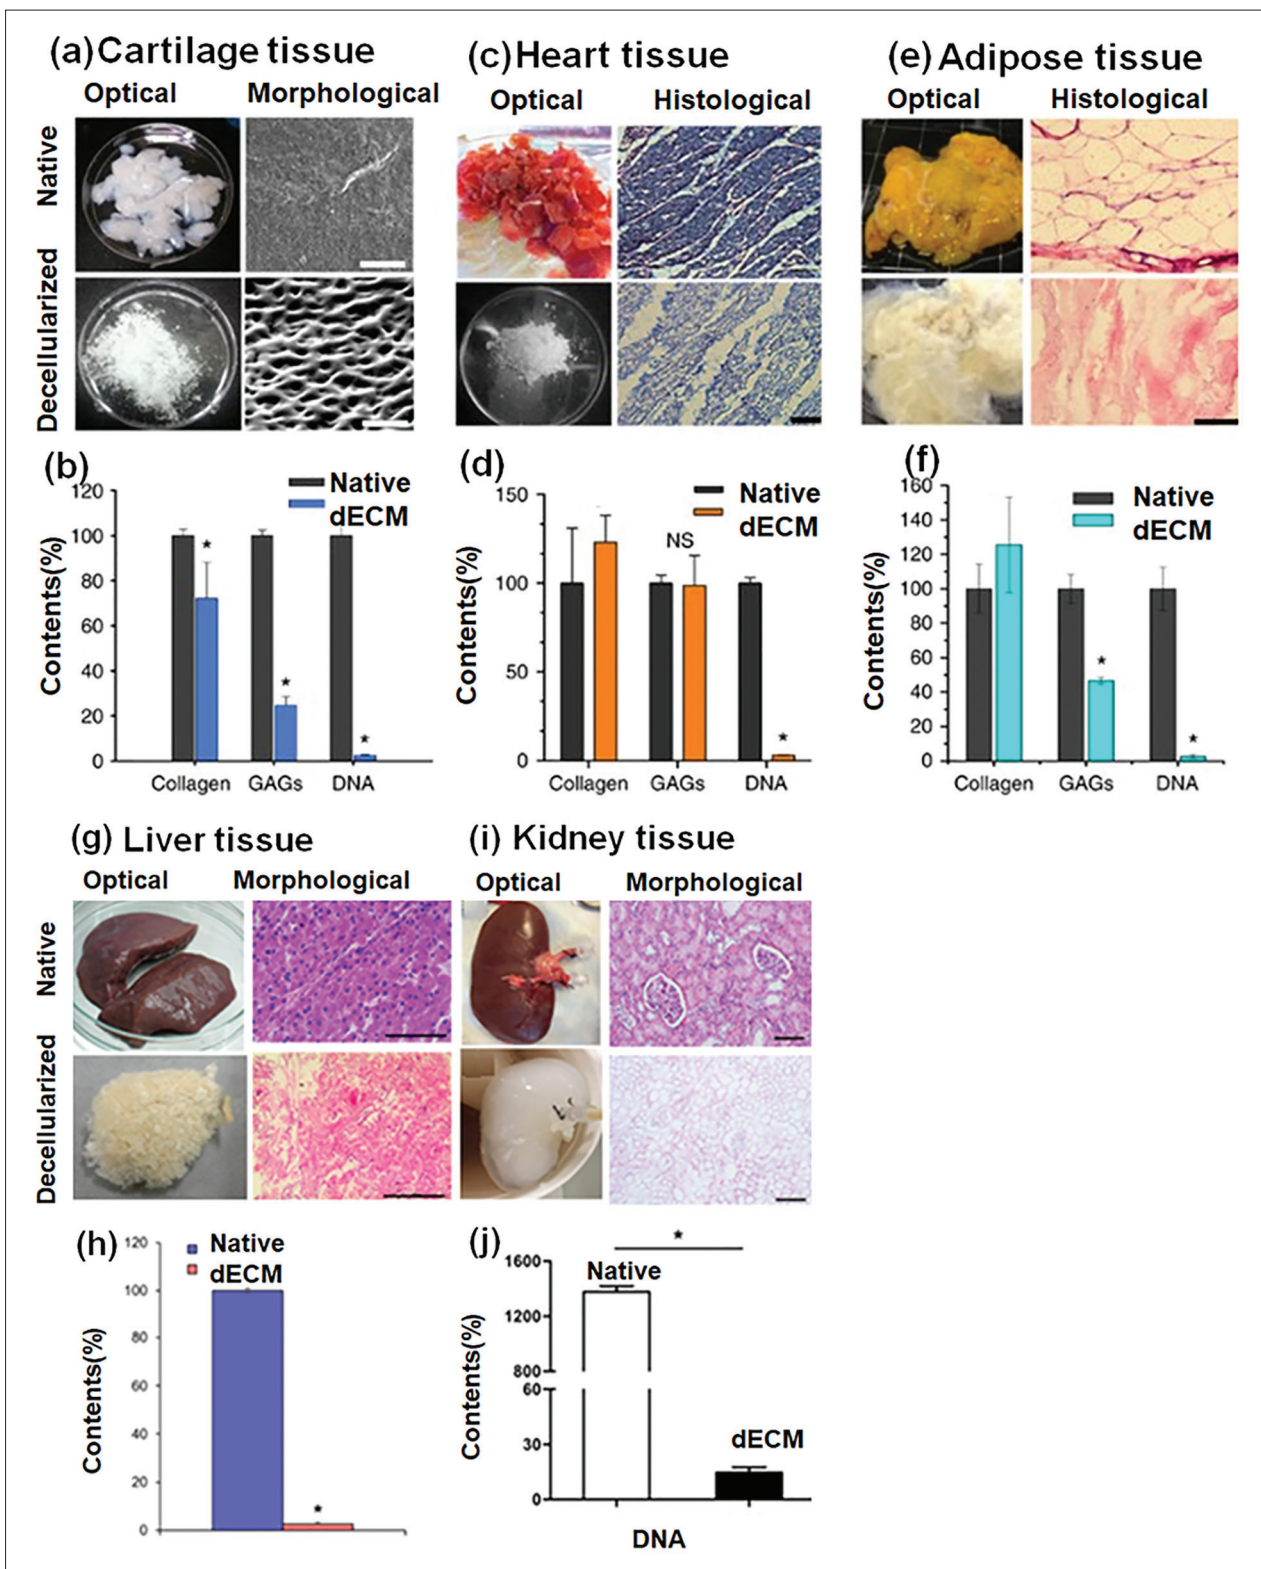 (a) Cartilage tissue
Optical Morphological
Native
Decellularized
(c) Heart tissue
Optical Histological
(e) Adipose tissue
Optical Histological
(b)
Native
dECM
Contents(%)
120
100
80
60
40
20
0
*
*
*
Collagen GAGs DNA
(d)
Native
dECM
Contents(%)
150
100
50
0
NS
*
Collagen GAGs DNA
(f)
Native
dECM
Contents(%)
160
140
120
100
80
60
40
20
0
*
*
Collagen GAGs DNA
(g) Liver tissue
Optical Morphological
Native
Decellularized
(i) Kidney tissue
Optical Morphological
(h)
Native
dECM
Contents(%)
120
100
80
60
40
20
0
*
(j)
*
Native
dECM
Contents(%)
1600
1200
800
60
30
0
DNA